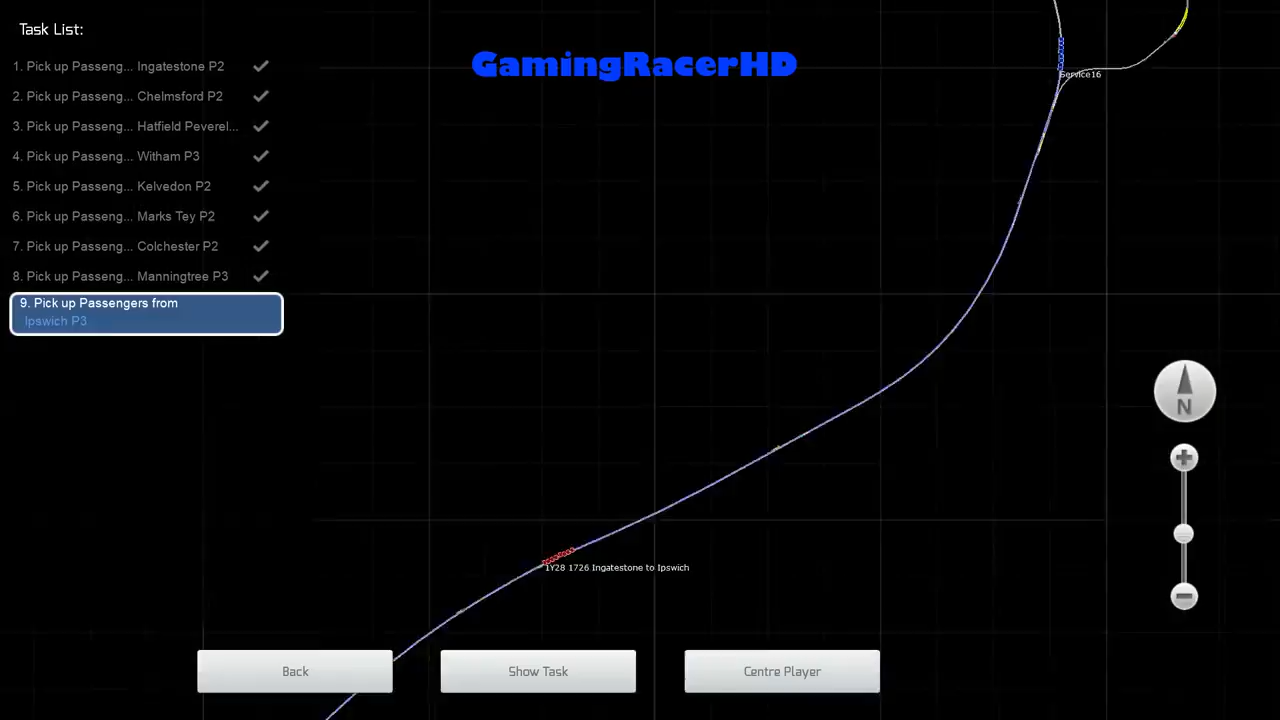 Task List:
GamingRacerHD
1. Pick up Passeng... Ingatestone P2
2. Pick up Passeng... Chelmsford P2
3. Pick up Passeng... Hatfield Peverel...
4. Pick up Passeng... Witham P3
5. Pick up Passeng... Kelvedon P2
6. Pick up Passeng... Marks Tey P2
7. Pick up Passeng... Colchester P2
8. Pick up Passeng... Manningtree P3
9. Pick up Passengers from
Ipswich P3
Service16
N
1Y28 1726 Ingatestone to Ipswich
Back
Show Task
Centre Player